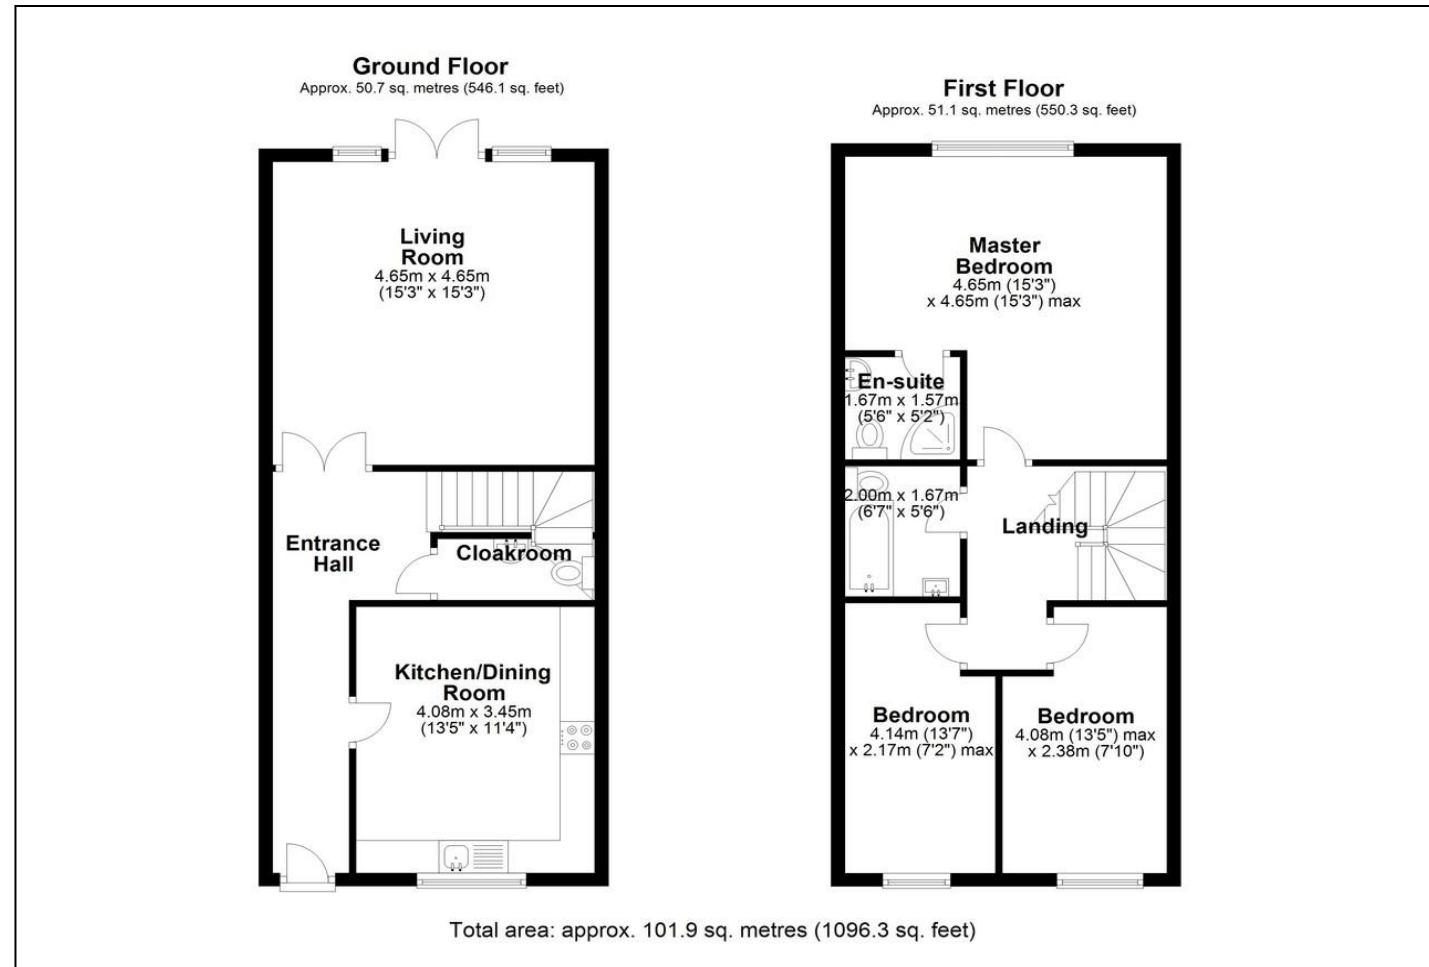 Ground Floor
Approx. 50.7 sq. metres (546.1 sq. feet)
Living
Room
4.65m x 4.65m
(15'3" x 15'3")
Entrance
Hall
Cloakroom
Kitchen/Dining
Room
4.08m x 3.45m
(13'5" x 11'4")
First Floor
Approx. 51.1 sq. metres (550.3 sq. feet)
Master
Bedroom
4.65m (15'3")
x 4.65m (15'3") max
En-suite
1.67m x 1.57m
(5'6" x 5'2")
2.00m x 1.67m
(6'7" x 5'6")
Landing
Bedroom
4.14m (13'7")
x 2.17m (7'2") max
Bedroom
4.08m (13'5") max
x 2.38m (7'10")
Total area: approx. 101.9 sq. metres (1096.3 sq. feet)